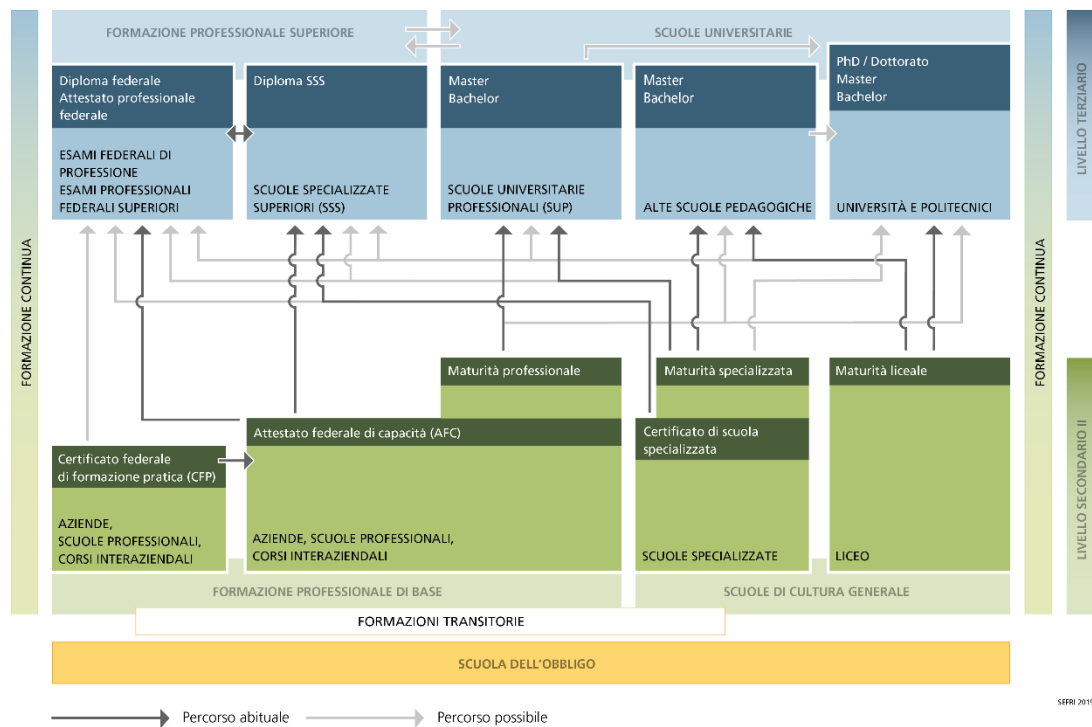 FORMAZIONE PROFESSIONALE SUPERIORE
SCUOLE UNIVERSITARIE
Diploma federale
Attestato professionale
federale
Diploma SSS
Master
Bachelor
Master
Bachelor
PhD / Dottorato
Master
Bachelor
ESAMI FEDERALI DI
PROFESSIONE
ESAMI PROFESSIONALI
FEDERALI SUPERIORI
SCUOLE SPECIALIZZATE
SUPERIORI (SSS)
SCUOLE UNIVERSITARIE
PROFESSIONALI (SUP)
ALTE SCUOLE PEDAGOGICHE
UNIVERSITÀ E POLITECNICI
LIVELLO TERZIARIO
FORMAZIONE CONTINUA
FORMAZIONE CONTINUA
Maturità professionale
Maturità specializzata
Maturità liceale
Attestato federale di capacità (AFC)
Certificato di scuola
specializzata
Certificato federale
di formazione pratica (CFP)
AZIENDE,
SCUOLE PROFESSIONALI,
CORSI INTERAZIENDALI
AZIENDE, SCUOLE PROFESSIONALI,
CORSI INTERAZIENDALI
SCUOLE SPECIALIZZATE
LICEO
LIVELLO SECONDARIO II
FORMAZIONE PROFESSIONALE DI BASE
SCUOLE DI CULTURA GENERALE
FORMAZIONI TRANSITORIE
SCUOLA DELL'OBBLIGO
Percorso abituale
Percorso possibile
SEFRI 2019